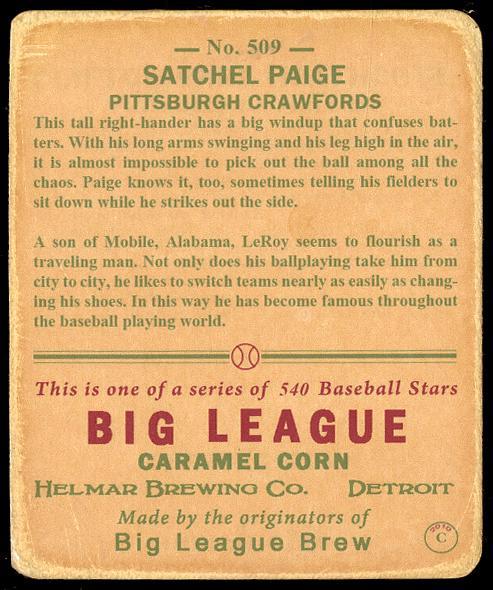 — No. 509 —
SATCHEL PAIGE
PITTSBURGH CRAWFORDS
This tall right-hander has a big windup that confuses bat-
ters. With his long arms swinging and his leg high in the air,
it is almost impossible to pick out the ball among all the
chaos. Paige knows it, too, sometimes telling his fielders to
sit down while he strikes out the side.
A son of Mobile, Alabama, LeRoy seems to flourish as a
traveling man. Not only does his ballplaying take him from
city to city, he likes to switch teams nearly as easily as chang-
ing his shoes. In this way he has become famous throughout
the baseball playing world.
This is one of a series of 540 Baseball Stars
BIG LEAGUE
CARAMEL CORN
HELMAR BREWING CO. DETROIT
Made by the originators of
Big League Brew
2010
C